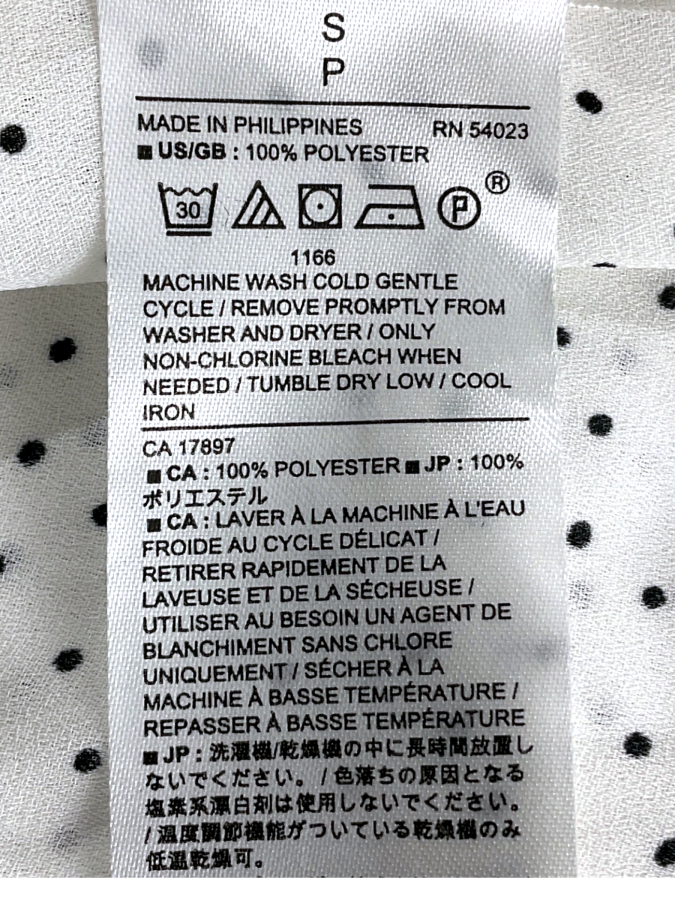 S
P
MADE IN PHILIPPINES RN 54023
■ US/GB : 100% POLYESTER
30 P ®
1166
MACHINE WASH COLD GENTLE
CYCLE / REMOVE PROMPTLY FROM
WASHER AND DRYER / ONLY
NON-CHLORINE BLEACH WHEN
NEEDED / TUMBLE DRY LOW / COOL
IRON
CA 17897
■ CA : 100% POLYESTER ■ JP : 100%
ポリエステル
■ CA : LAVER À LA MACHINE À L'EAU
FROIDE AU CYCLE DÉLICAT /
RETIRER RAPIDEMENT DE LA
LAVEUSE ET DE LA SÉCHEUSE /
UTILISER AU BESOIN UN AGENT DE
BLANCHIMENT SANS CHLORE
UNIQUEMENT / SÉCHER À LA
MACHINE À BASSE TEMPÉRATURE /
REPASSER À BASSE TEMPÉRATURE
■ JP : 洗濯機/乾燥機の中に長時間放置し
ないでください。 / 色落ちの原因となる
塩素系漂白剤は使用しないでください。
/ 温度調節機能がついている乾燥機のみ
低温乾燥可。